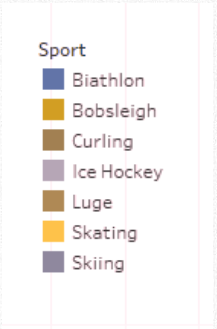 Sport
Biathlon
Bobsleigh
Curling
Ice Hockey
Luge
Skating
Skiing